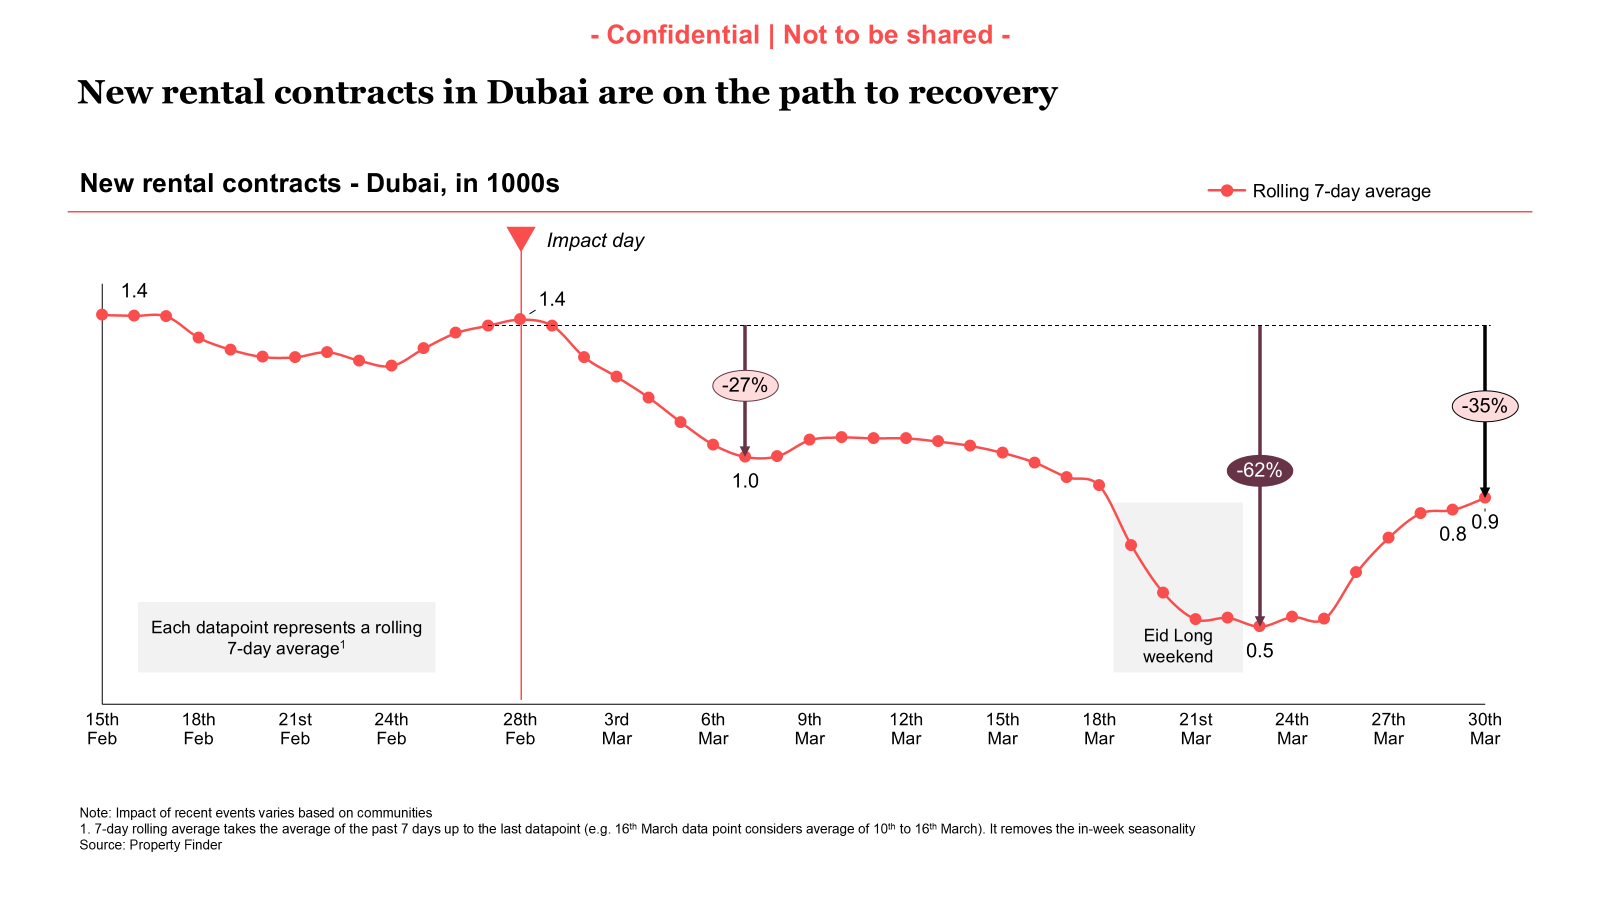 - Confidential | Not to be shared -
New rental contracts in Dubai are on the path to recovery
New rental contracts - Dubai, in 1000s
Rolling 7-day average
Impact day
1.4
1.4
-27%
-35%
-62%
1.0
0.9
0.8
0.5
Each datapoint represents a rolling
7-day average¹
Eid Long
weekend
15th 18th 21st 24th 28th 3rd 6th 9th 12th 15th 18th 21st 24th 27th 30th
Feb Feb Feb Feb Feb Mar Mar Mar Mar Mar Mar Mar Mar Mar Mar
Note: Impact of recent events varies based on communities
1. 7-day rolling average takes the average of the past 7 days up to the last datapoint (e.g. 16th March data point considers average of 10th to 16th March). It removes the in-week seasonality
Source: Property Finder